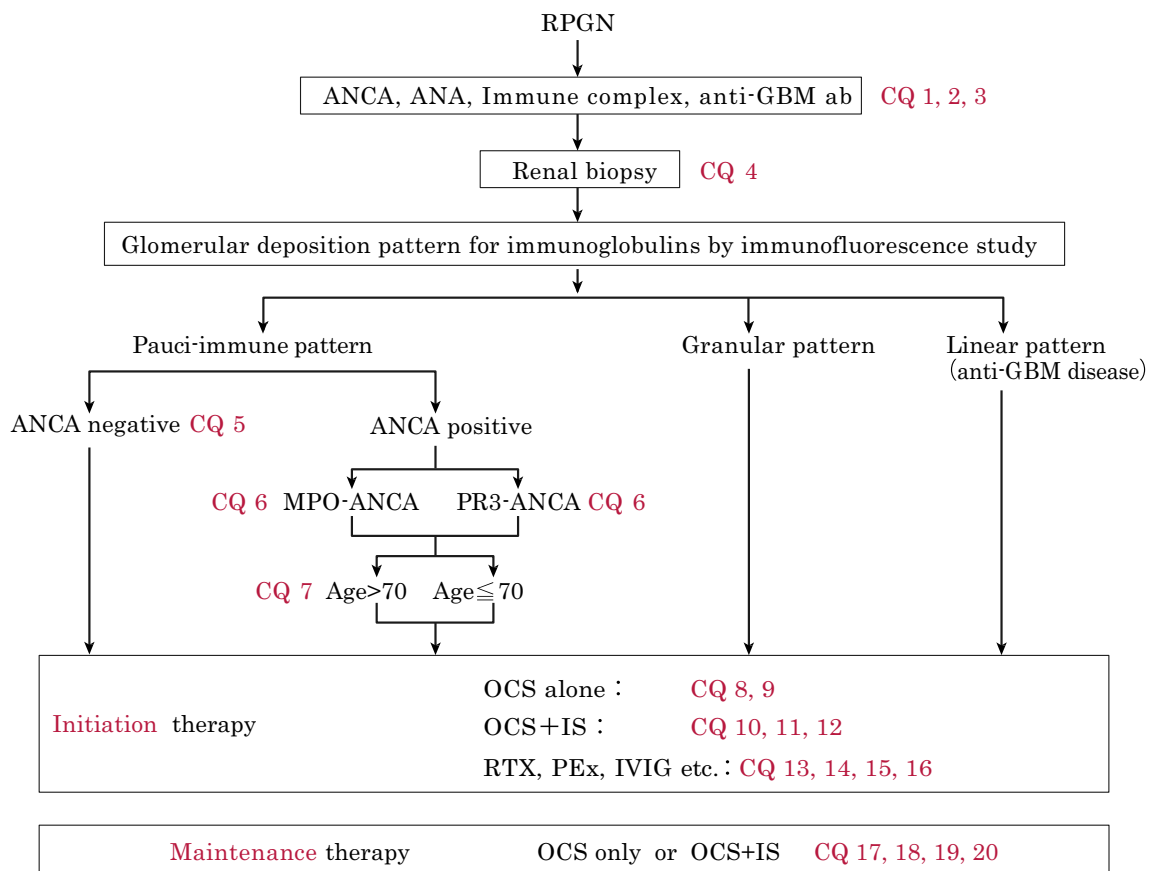 RPGN
ANCA, ANA, Immune complex, anti-GBM ab CQ 1, 2, 3
Renal biopsy CQ 4
Glomerular deposition pattern for immunoglobulins by immunofluorescence study
Pauci-immune pattern Granular pattern Linear pattern
(anti-GBM disease)
ANCA negative CQ 5 ANCA positive
CQ 6 MPO-ANCA PR3-ANCA CQ 6
CQ 7 Age>70 Age≦70
OCS alone： CQ 8, 9
Initiation therapy OCS＋IS： CQ 10, 11, 12
RTX, PEx, IVIG etc.：CQ 13, 14, 15, 16
Maintenance therapy OCS only or OCS+IS CQ 17, 18, 19, 20